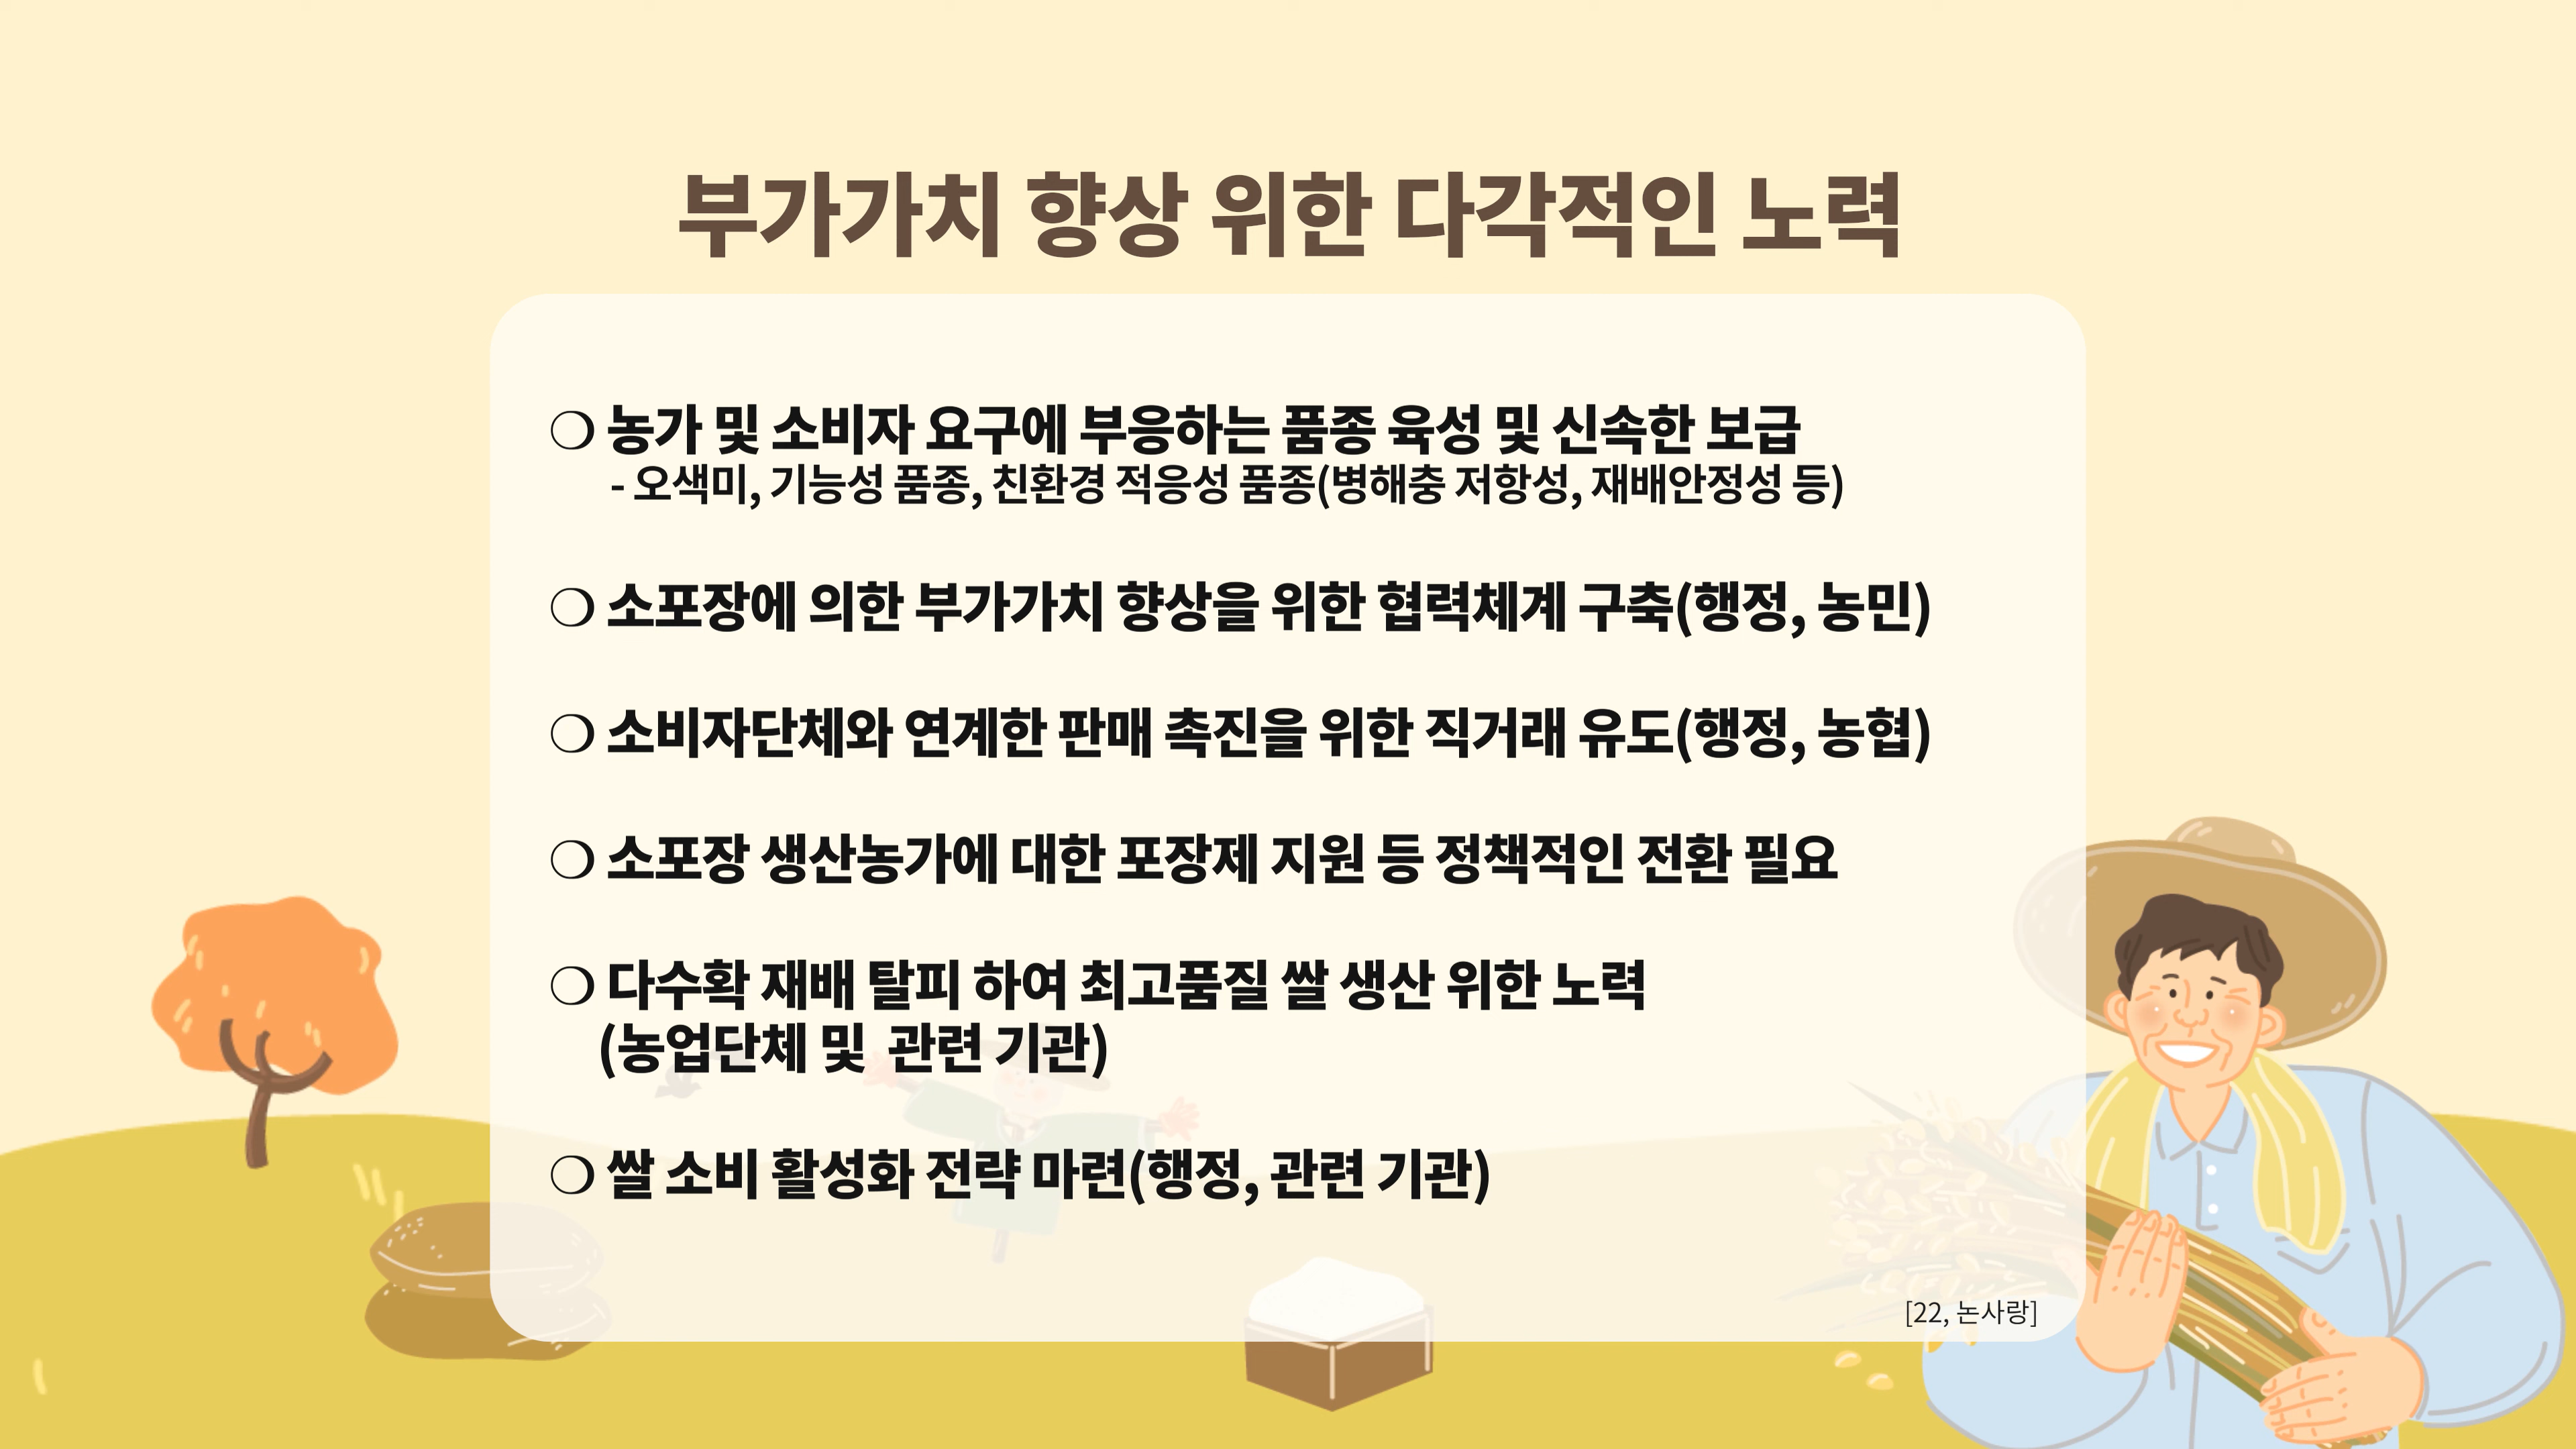 부가가치 향상 위한 다각적인 노력
❍ 농가 및 소비자 요구에 부응하는 품종 육성 및 신속한 보급
- 오색미, 기능성 품종, 친환경 적응성 품종(병해충 저항성, 재배안정성 등)
❍ 소포장에 의한 부가가치 향상을 위한 협력체계 구축(행정, 농민)
❍ 소비자단체와 연계한 판매 촉진을 위한 직거래 유도(행정, 농협)
❍ 소포장 생산농가에 대한 포장제 지원 등 정책적인 전환 필요
❍ 다수확 재배 탈피 하여 최고품질 쌀 생산 위한 노력
(농업단체 및 관련 기관)
❍ 쌀 소비 활성화 전략 마련(행정, 관련 기관)
[22, 논사랑]